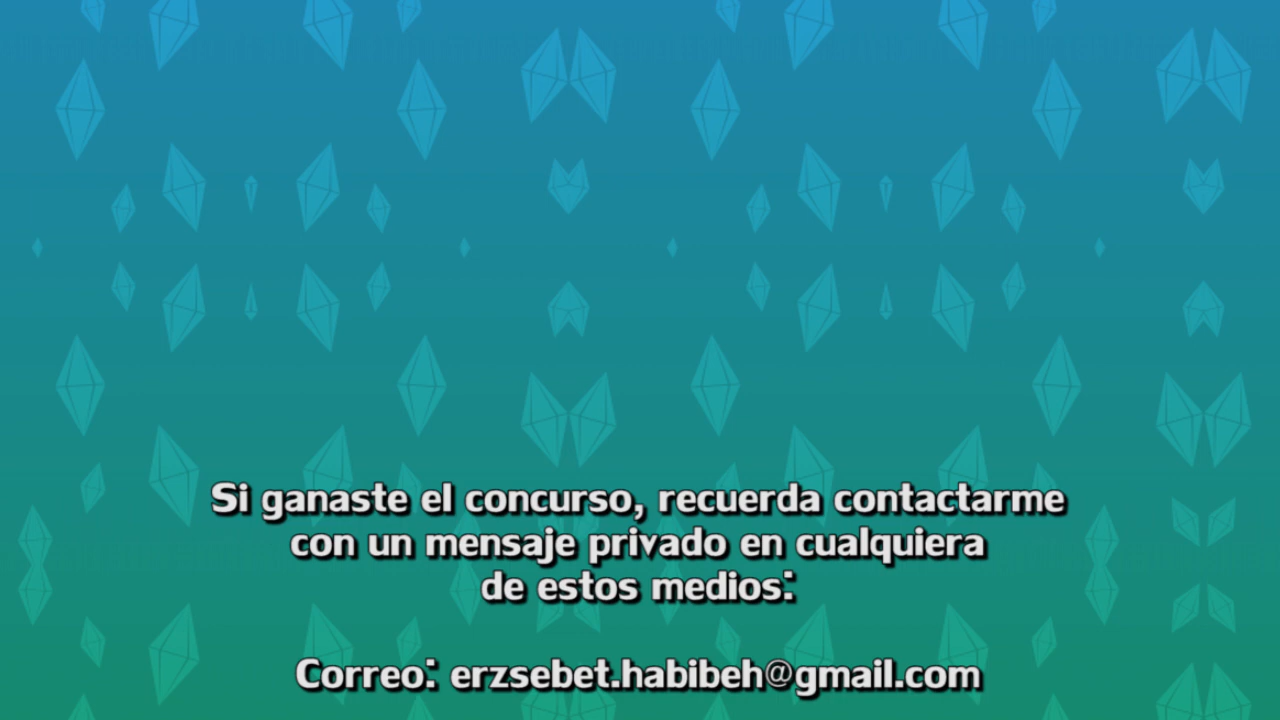 Si ganaste el concurso, recuerda contactarme
con un mensaje privado en cualquiera
de estos medios:
Correo: erzsebet.habibeh@gmail.com